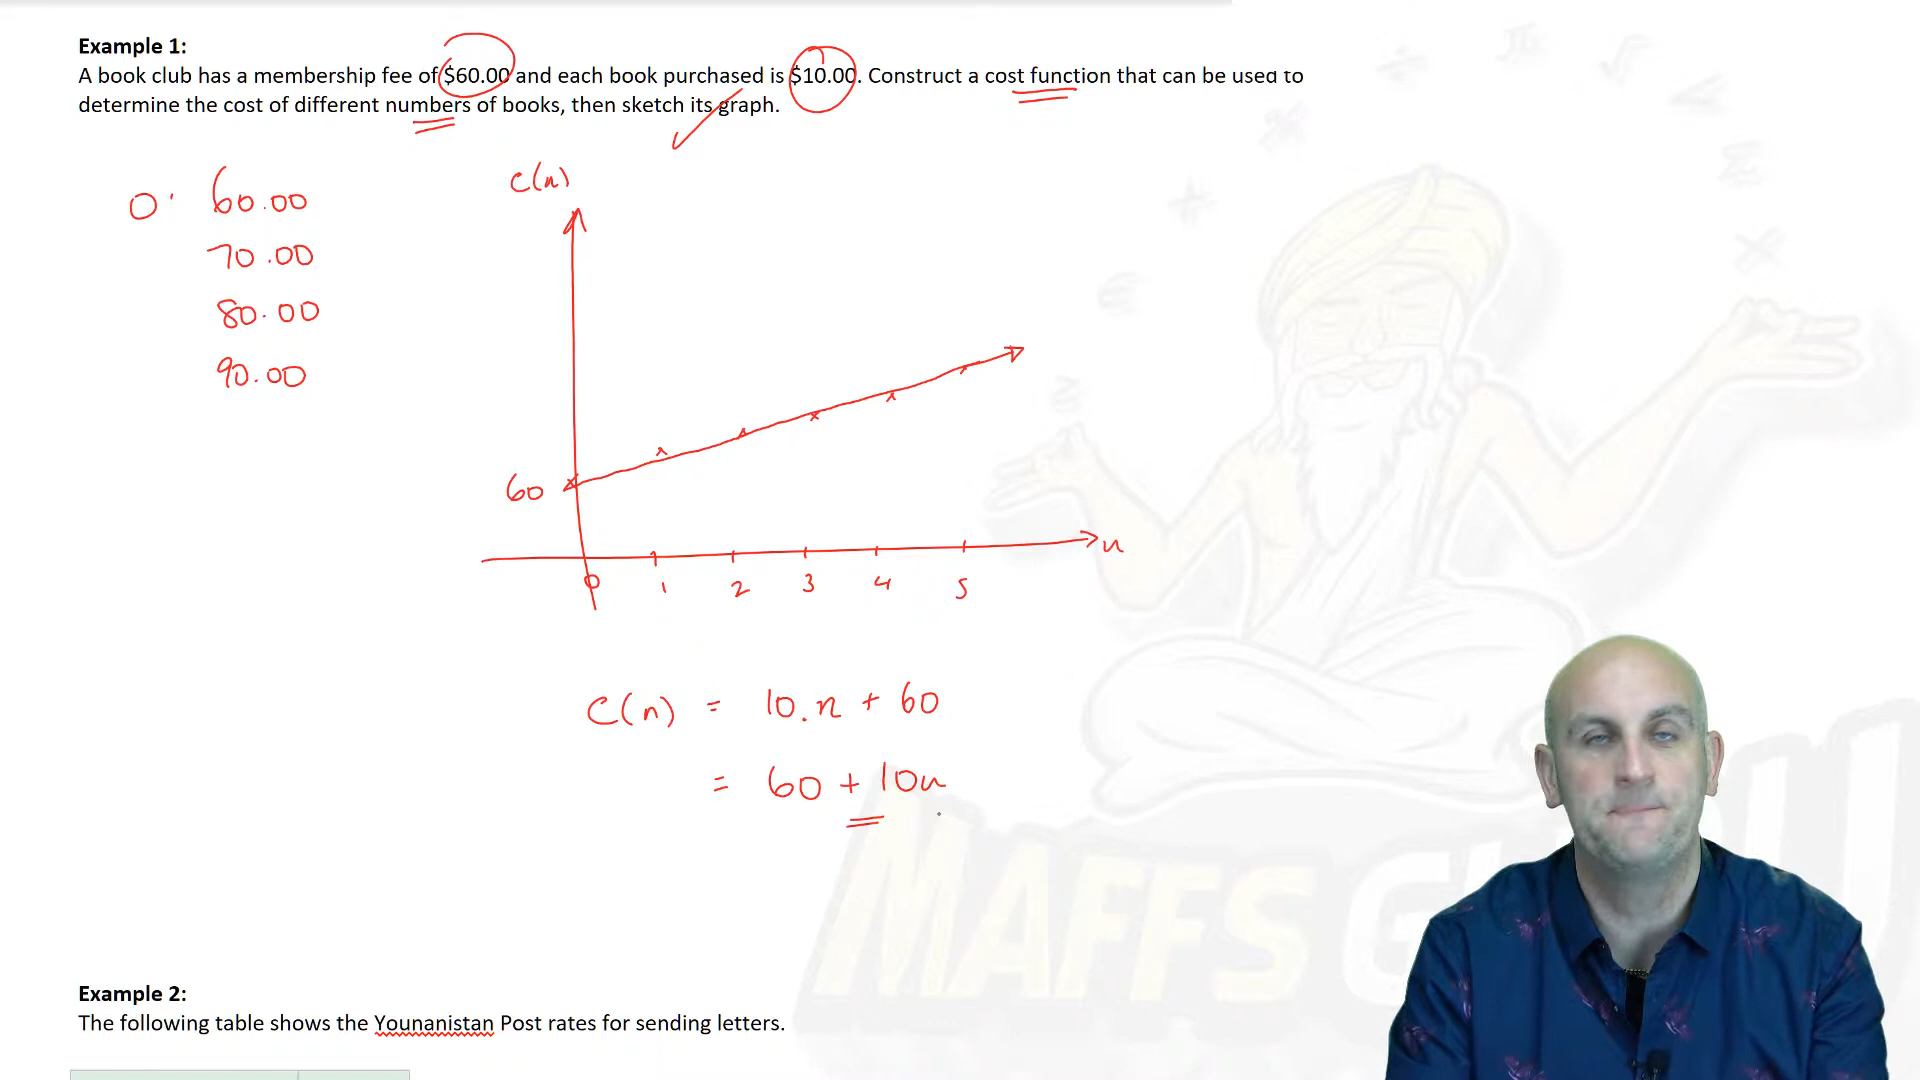 Example 1:
A book club has a membership fee of $60.00 and each book purchased is $10.00. Construct a cost function that can be used to
determine the cost of different numbers of books, then sketch its graph.
C(n)
0. 60.00
70.00
80.00
90.00
60
n
0 1 2 3 4 5
C(n) = 10.n + 60
= 60 + 10n
MAFFS GURU
Example 2:
The following table shows the Younanistan Post rates for sending letters.